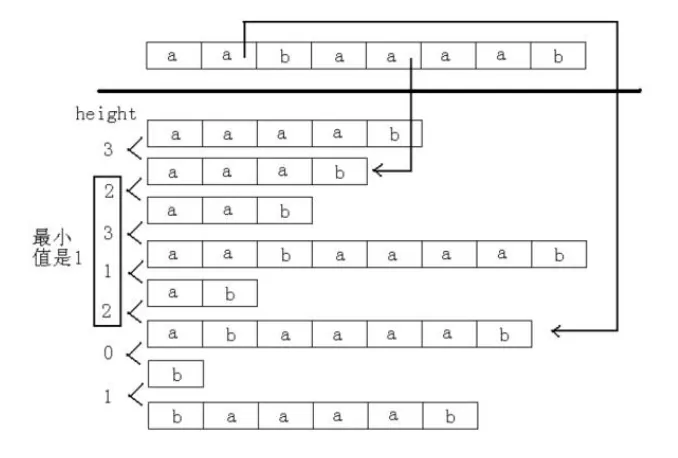 a a b a a a a b
height
a a a a b
3
a a a b
2
a a b
最小
值是1
3
a a b a a a a b
1
a b
2
a b a a a a b
0
b
1
b a a a a b